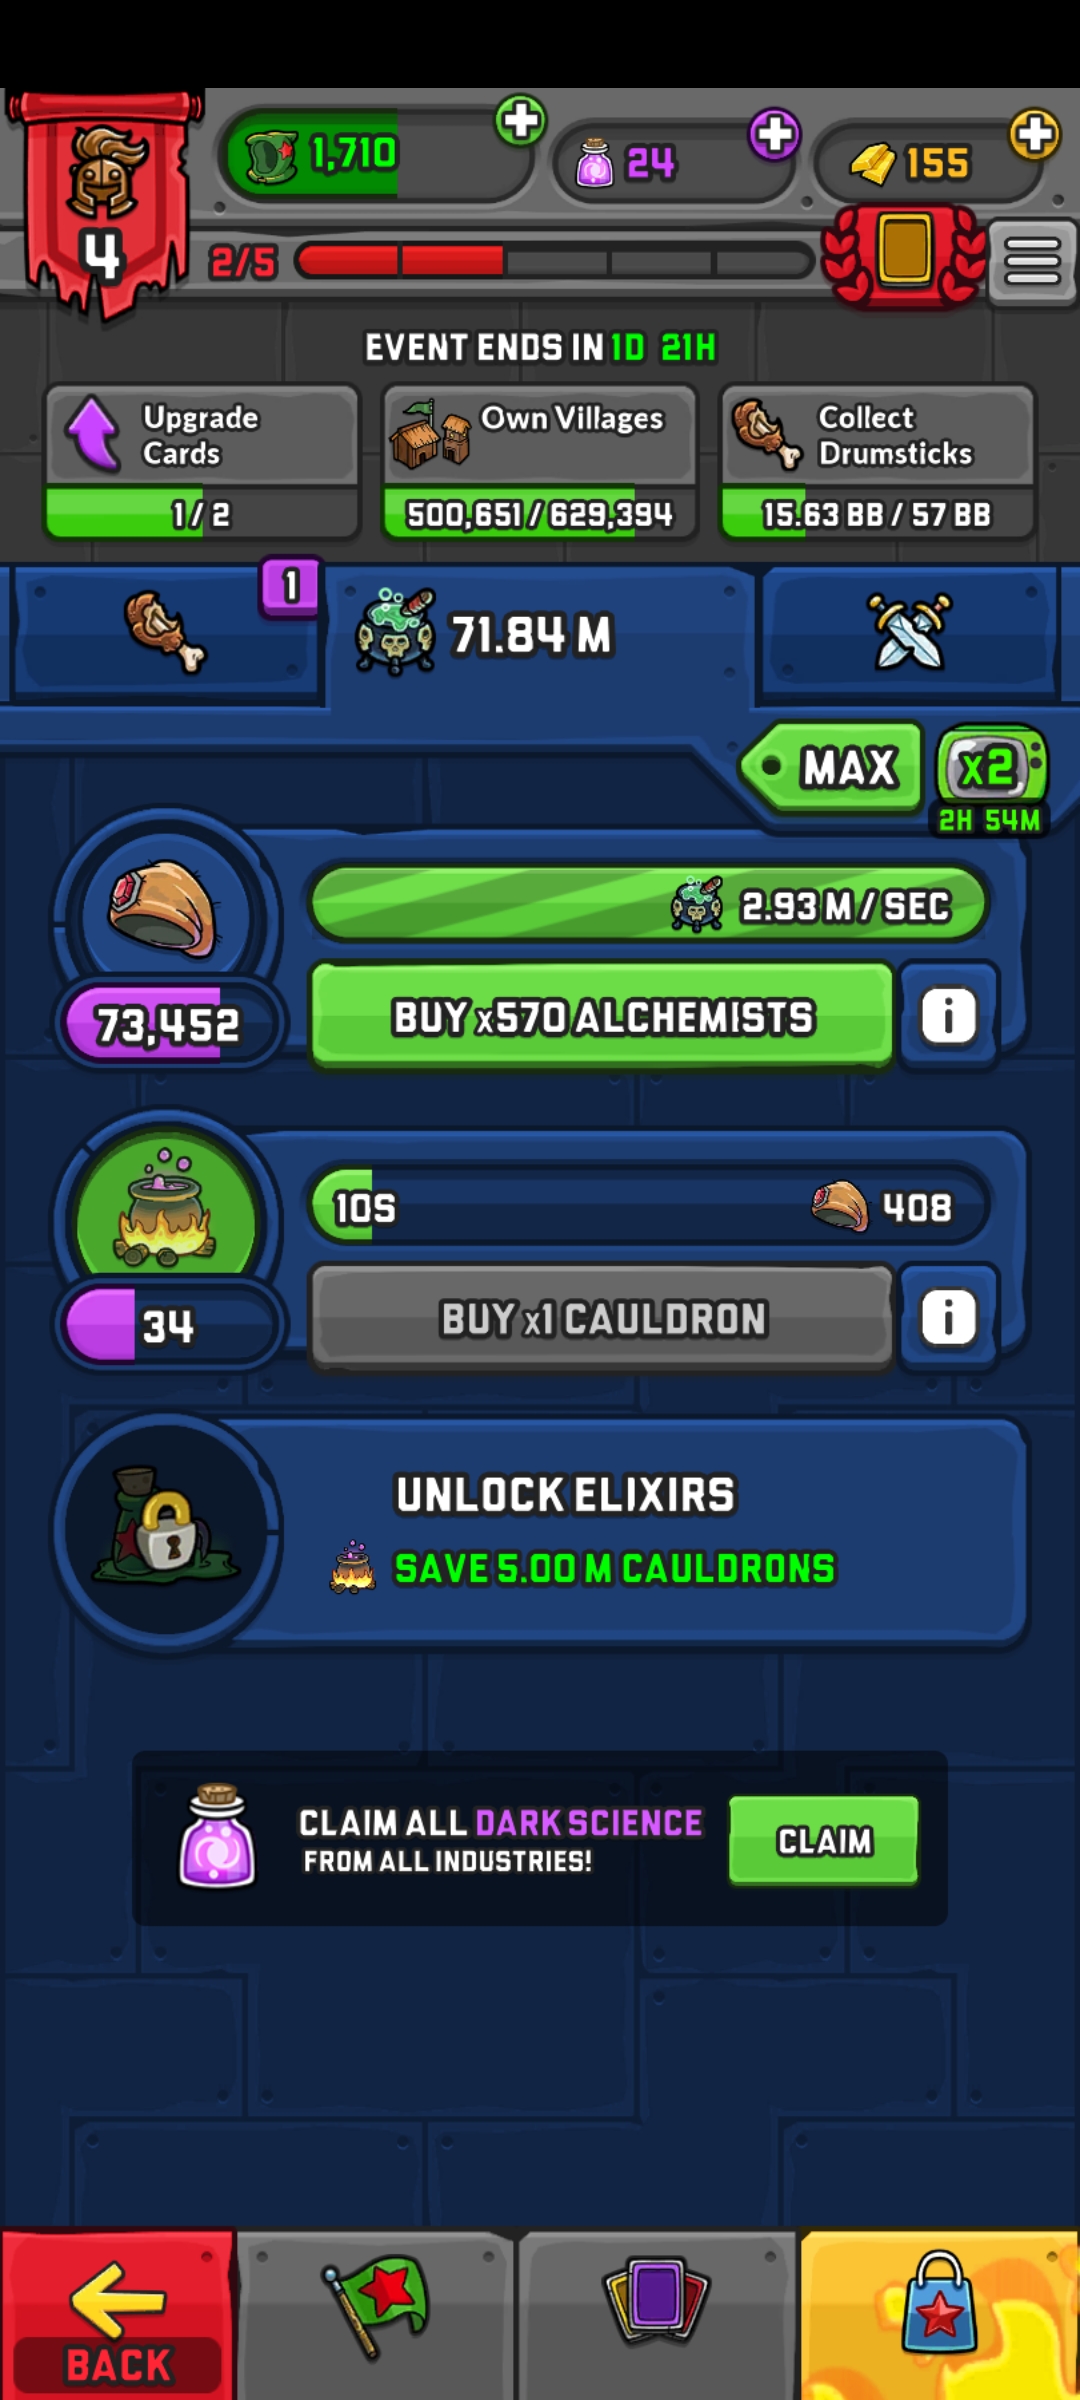 1,710
24
155
4
2/5
EVENT ENDS IN 1D 21H
Upgrade
Cards
1/2
Own Villages
500,651/629,394
Collect
Drumsticks
15.63 BB / 57 BB
1
71.84 M
MAX
x2
2H 54M
2.93 M / SEC
73,452
BUY x570 ALCHEMISTS
i
10S
408
34
BUY x1 CAULDRON
i
UNLOCK ELIXIRS
SAVE 5.00 M CAULDRONS
CLAIM ALL DARK SCIENCE
FROM ALL INDUSTRIES!
CLAIM
BACK